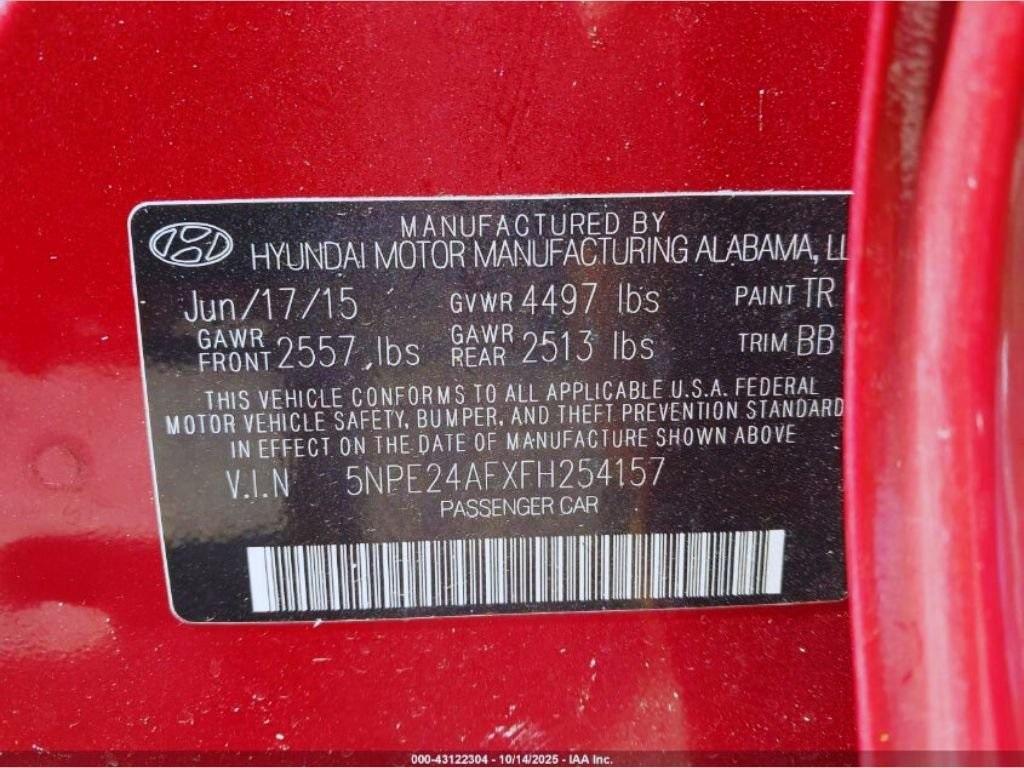 MANUFACTURED BY
HYUNDAI MOTOR MANUFACTURING ALABAMA, LL
Jun/17/15 GVWR 4497 lbs PAINT TR
GAWR FRONT 2557 lbs GAWR REAR 2513 lbs TRIM BB
THIS VEHICLE CONFORMS TO ALL APPLICABLE U.S.A. FEDERAL
MOTOR VEHICLE SAFETY, BUMPER, AND THEFT PREVENTION STANDARD
IN EFFECT ON THE DATE OF MANUFACTURE SHOWN ABOVE
V.I.N 5NPE24AFXFH254157
PASSENGER CAR
000-43122304 - 10/14/2025 - IAA Inc.